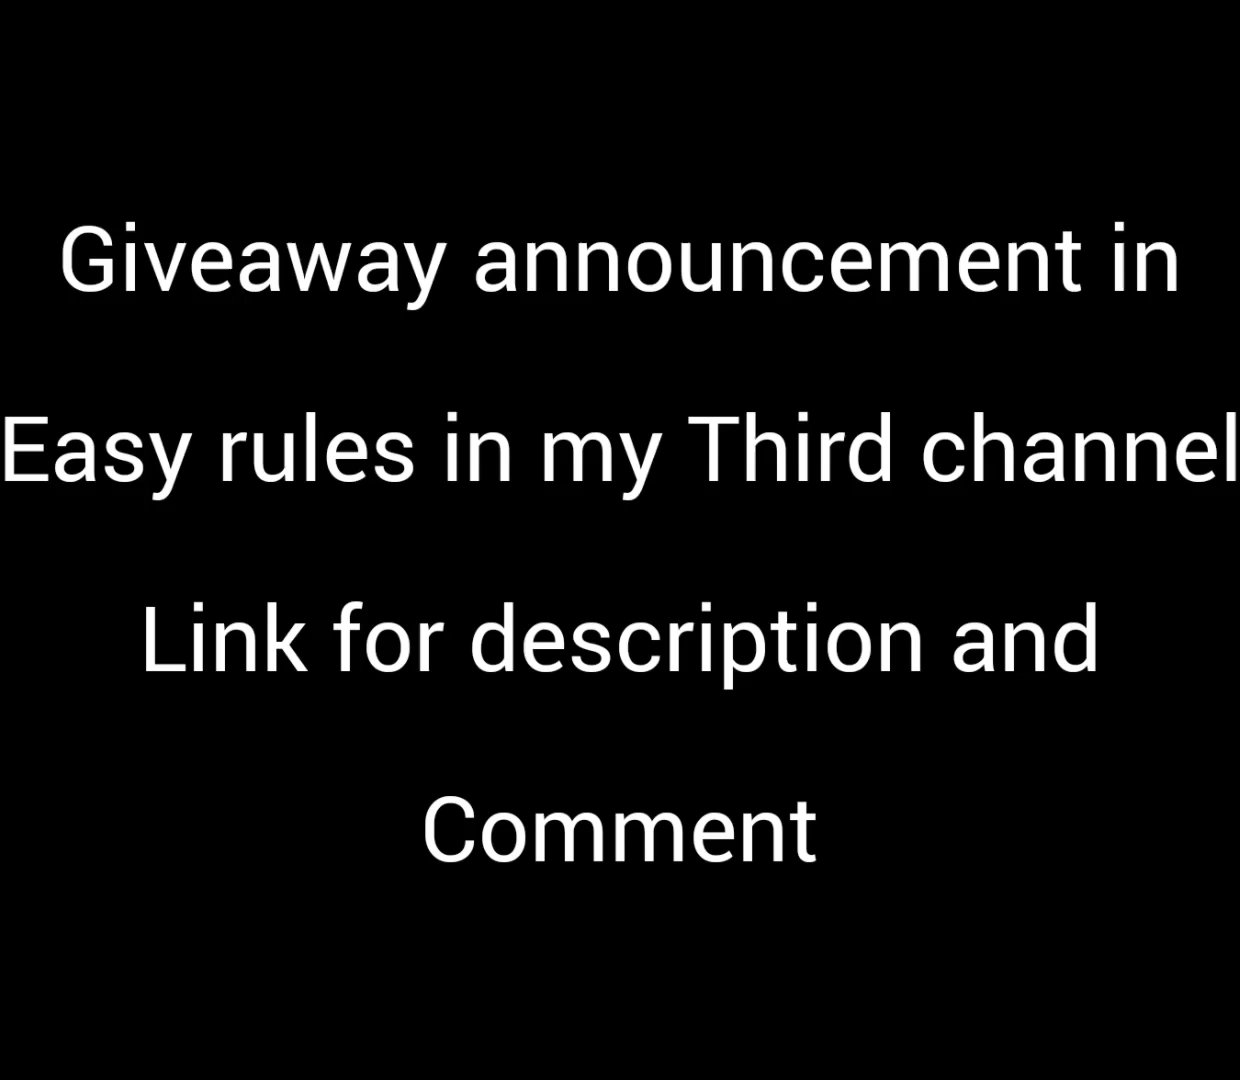 Giveaway announcement in
Easy rules in my Third channel
Link for description and
Comment